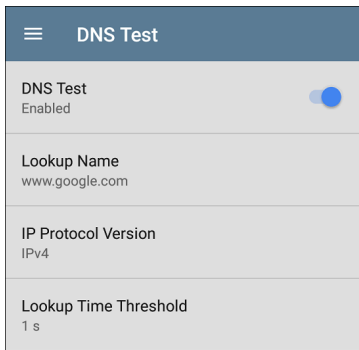 DNS Test
DNS Test
Enabled
Lookup Name
www.google.com
IP Protocol Version
IPv4
Lookup Time Threshold
1 s